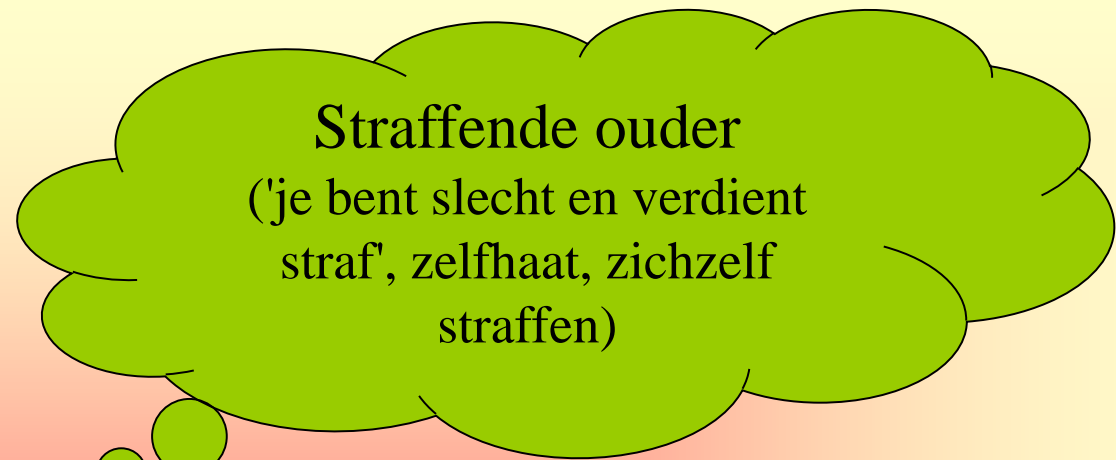 Straffende ouder
('je bent slecht en verdient
straf', zelfhaat, zichzelf
straffen)